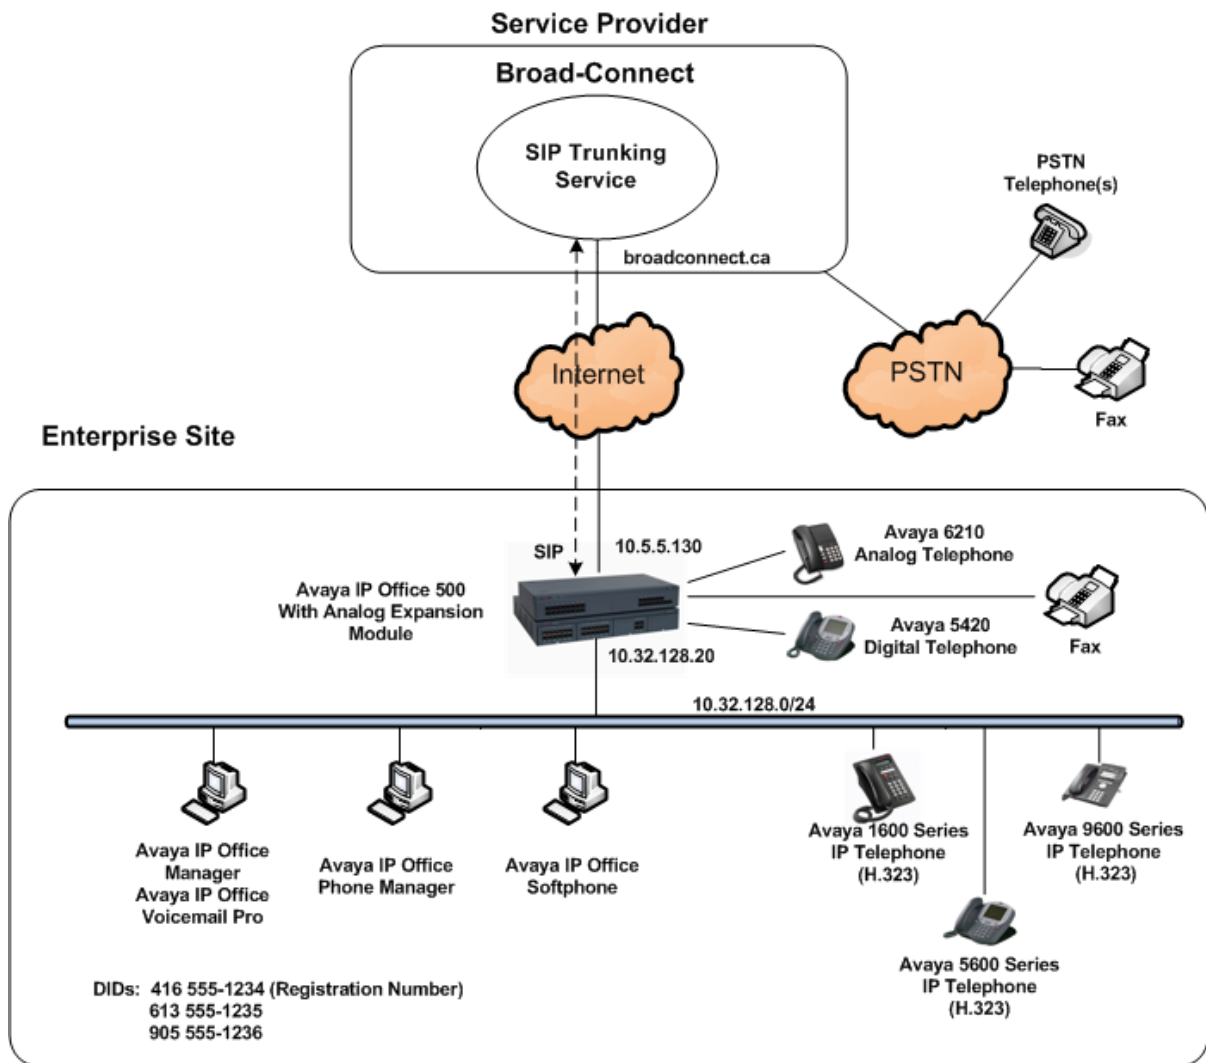 Service Provider
Broad-Connect
SIP Trunking
Service
broadconnect.ca
PSTN
Telephone(s)
Internet
PSTN
Fax
Enterprise Site
SIP
10.5.5.130
Avaya IP Office 500
With Analog Expansion
Module
10.32.128.20
Avaya 6210
Analog Telephone
Avaya 5420
Digital Telephone
Fax
10.32.128.0/24
Avaya IP Office
Manager
Avaya IP Office
Voicemail Pro
Avaya IP Office
Phone Manager
Avaya IP Office
Softphone
Avaya 1600 Series
IP Telephone
(H.323)
Avaya 9600 Series
IP Telephone
(H.323)
Avaya 5600 Series
IP Telephone
(H.323)
DIDs: 416 555-1234 (Registration Number)
613 555-1235
905 555-1236